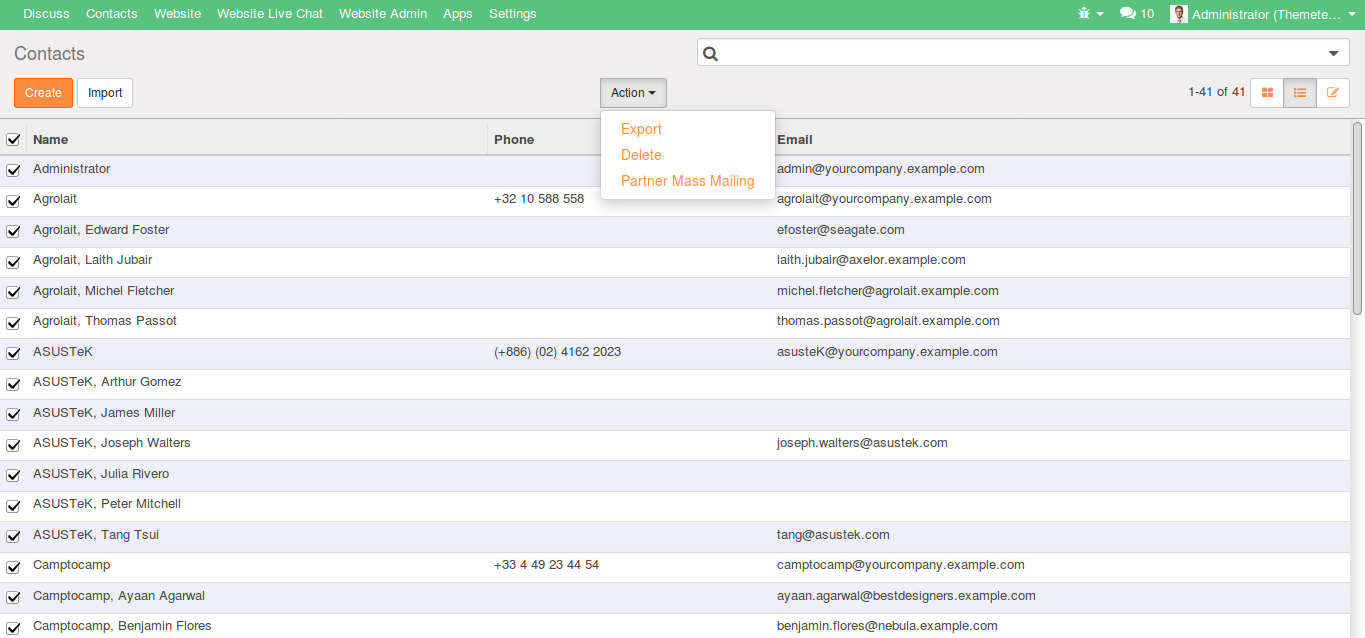 Discuss Contacts Website Website Live Chat Website Admin Apps Settings 10 Administrator (Themete...
Contacts
Create Import Action 1-41 of 41
Export
Delete
Partner Mass Mailing
Name Phone Email
Administrator admin@yourcompany.example.com
Agrolait +32 10 588 558 agrolait@yourcompany.example.com
Agrolait, Edward Foster efoster@seagate.com
Agrolait, Laith Jubair laith.jubair@axelor.example.com
Agrolait, Michel Fletcher michel.fletcher@agrolait.example.com
Agrolait, Thomas Passot thomas.passot@agrolait.example.com
ASUSTeK (+886) (02) 4162 2023 asusteK@yourcompany.example.com
ASUSTeK, Arthur Gomez
ASUSTeK, James Miller
ASUSTeK, Joseph Walters joseph.walters@asustek.com
ASUSTeK, Julia Rivero
ASUSTeK, Peter Mitchell
ASUSTeK, Tang Tsui tang@asustek.com
Camptocamp +33 4 49 23 44 54 camptocamp@yourcompany.example.com
Camptocamp, Ayaan Agarwal ayaan.agarwal@bestdesigners.example.com
Camptocamp, Benjamin Flores benjamin.flores@nebula.example.com